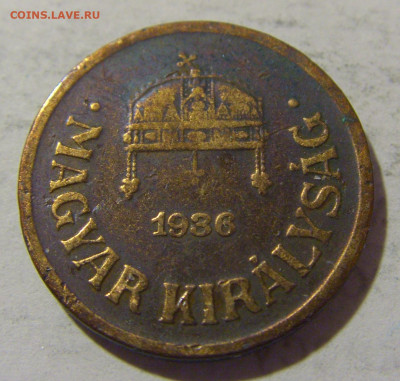 COINS.LAVE.RU
1936
· MAGYAR KIRÁLYSÁG ·